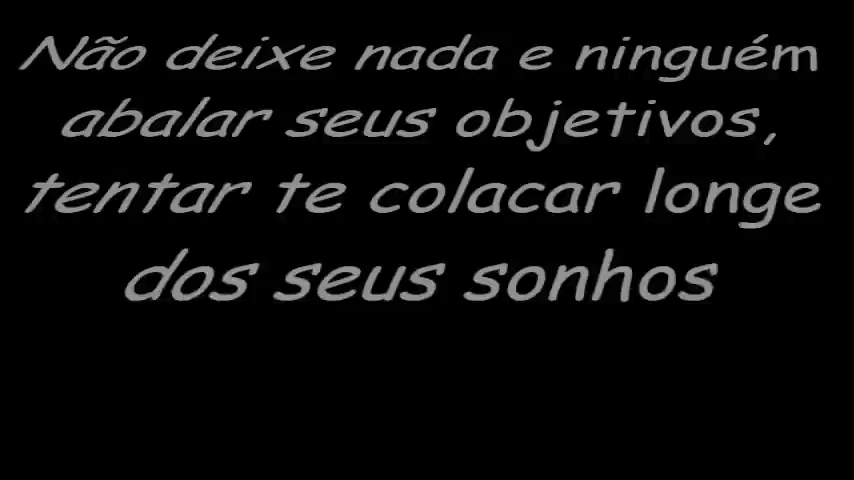 Não deixe nada e ninguém
abalar seus objetivos,
tentar te colacar longe
dos seus sonhos